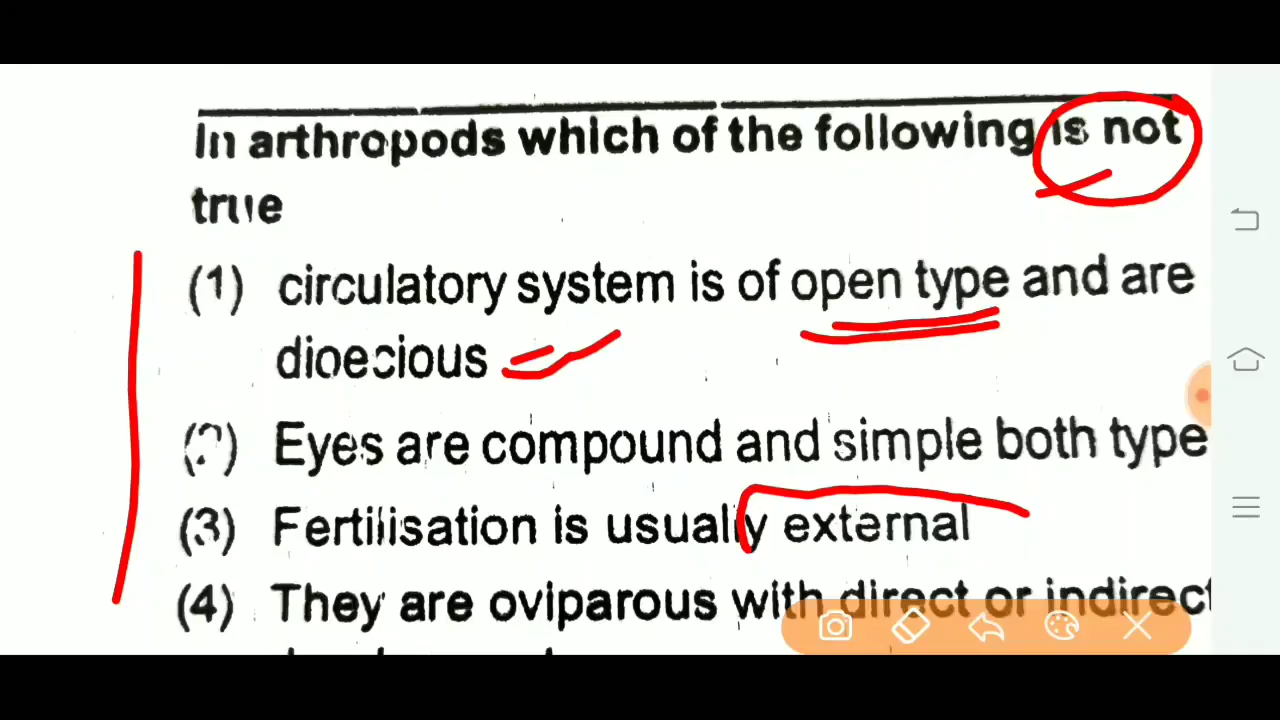 In arthropods which of the following is not
true
(1) circulatory system is of open type and are
dioecious
(2) Eyes are compound and simple both type
(3) Fertilisation is usually external
(4) They are oviparous with direct or indirect